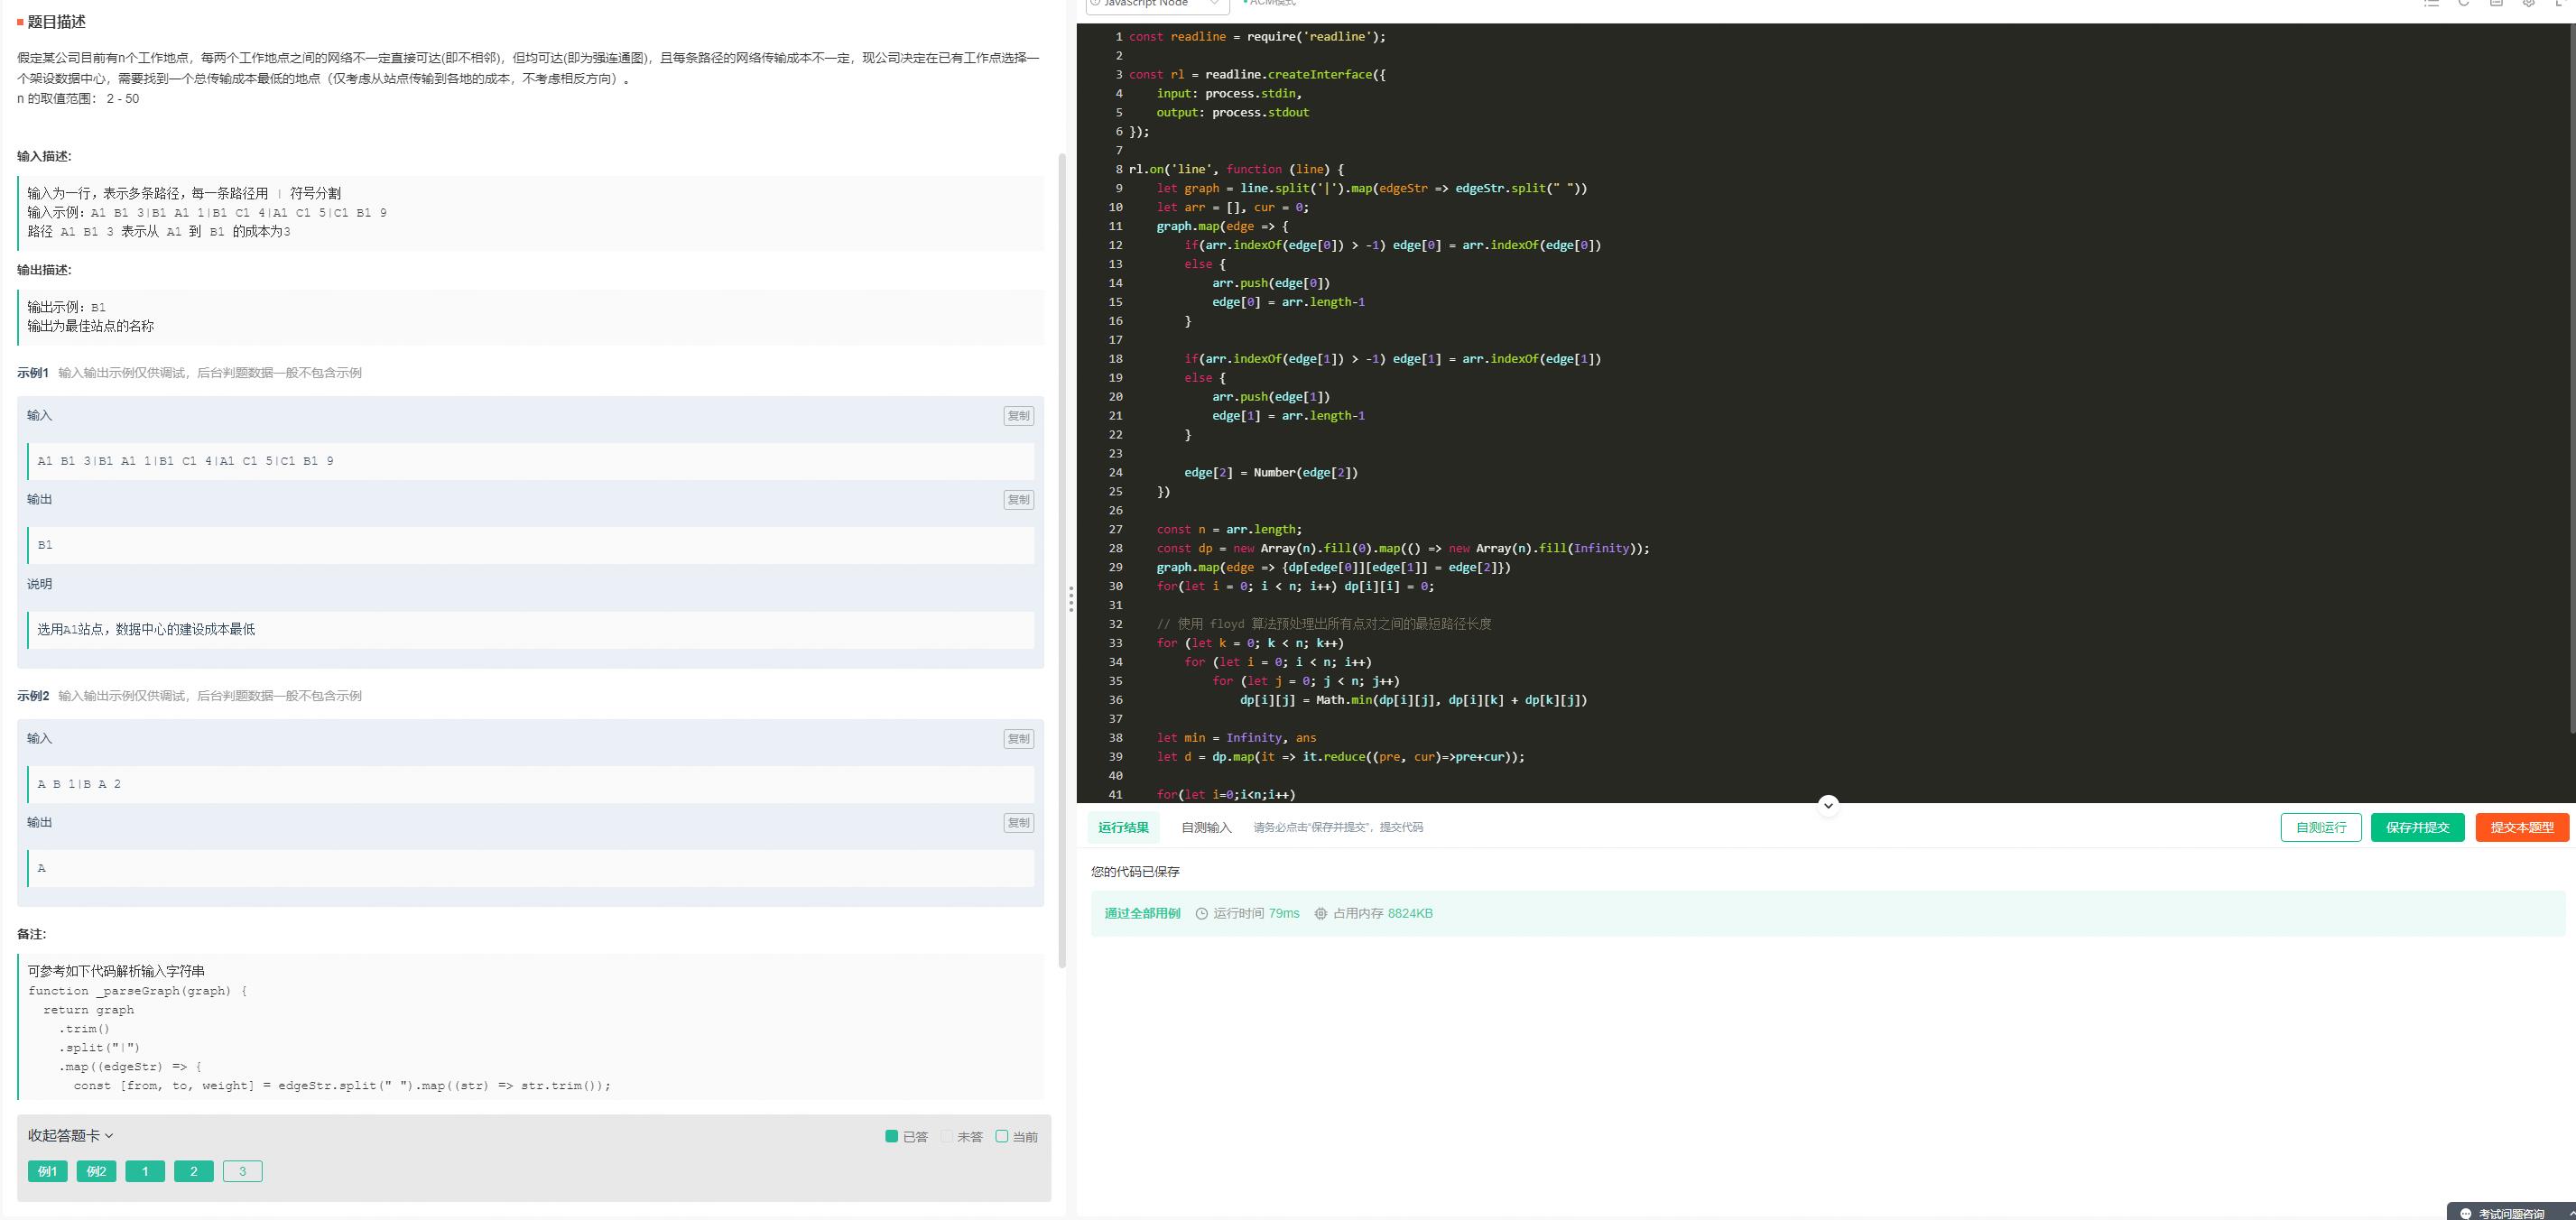 题目描述
假定某公司目前有n个工作地点，每两个工作地点之间的网络不一定直接可达(即不相邻)，但均可达(即为强连通图)，且每条路径的网络传输成本不一定，现公司决定在已有工作点选择一
个架设数据中心，需要找到一个总传输成本最低的地点（仅考虑从站点传输到各地的成本，不考虑相反方向）。
n 的取值范围： 2 - 50
输入描述:
输入为一行，表示多条路径，每一条路径用 | 符号分割
输入示例：A1 B1 3|B1 A1 1|B1 C1 4|A1 C1 5|C1 B1 9
路径 A1 B1 3 表示从 A1 到 B1 的成本为3
输出描述:
输出示例：B1
输出为最佳站点的名称
示例1 输入输出示例仅供调试，后台判题数据一般不包含示例
输入
复制
A1 B1 3|B1 A1 1|B1 C1 4|A1 C1 5|C1 B1 9
输出
复制
B1
说明
选用A1站点，数据中心的建设成本最低
示例2 输入输出示例仅供调试，后台判题数据一般不包含示例
输入
复制
A B 1|B A 2
输出
复制
A
备注:
可参考如下代码解析输入字符串
function _parseGraph(graph) {
  return graph
    .trim()
    .split("|")
    .map((edgeStr) => {
      const [from, to, weight] = edgeStr.split(" ").map((str) => str.trim());
收起答题卡
已答 未答 当前
例1 例2 1 2 3
JavaScript Node
ACM模式
1 const readline = require('readline');
2
3 const rl = readline.createInterface({
4     input: process.stdin,
5     output: process.stdout
6 });
7
8 rl.on('line', function (line) {
9     let graph = line.split('|').map(edgeStr => edgeStr.split(" "))
10     let arr = [], cur = 0;
11     graph.map(edge => {
12         if(arr.indexOf(edge[0]) > -1) edge[0] = arr.indexOf(edge[0])
13         else {
14             arr.push(edge[0])
15             edge[0] = arr.length-1
16         }
17
18         if(arr.indexOf(edge[1]) > -1) edge[1] = arr.indexOf(edge[1])
19         else {
20             arr.push(edge[1])
21             edge[1] = arr.length-1
22         }
23
24         edge[2] = Number(edge[2])
25     })
26
27     const n = arr.length;
28     const dp = new Array(n).fill(0).map(() => new Array(n).fill(Infinity));
29     graph.map(edge => {dp[edge[0]][edge[1]] = edge[2]})
30     for(let i = 0; i < n; i++) dp[i][i] = 0;
31
32     // 使用 floyd 算法预处理出所有点对之间的最短路径长度
33     for (let k = 0; k < n; k++)
34         for (let i = 0; i < n; i++)
35             for (let j = 0; j < n; j++)
36                 dp[i][j] = Math.min(dp[i][j], dp[i][k] + dp[k][j])
37
38     let min = Infinity, ans
39     let d = dp.map(it => it.reduce((pre, cur)=>pre+cur));
40
41     for(let i=0;i<n;i++)
运行结果 自测输入 请务必点击“保存并提交”，提交代码
自测运行 保存并提交 提交本题型
您的代码已保存
通过全部用例 运行时间 79ms 占用内存 8824KB
考试问题咨询